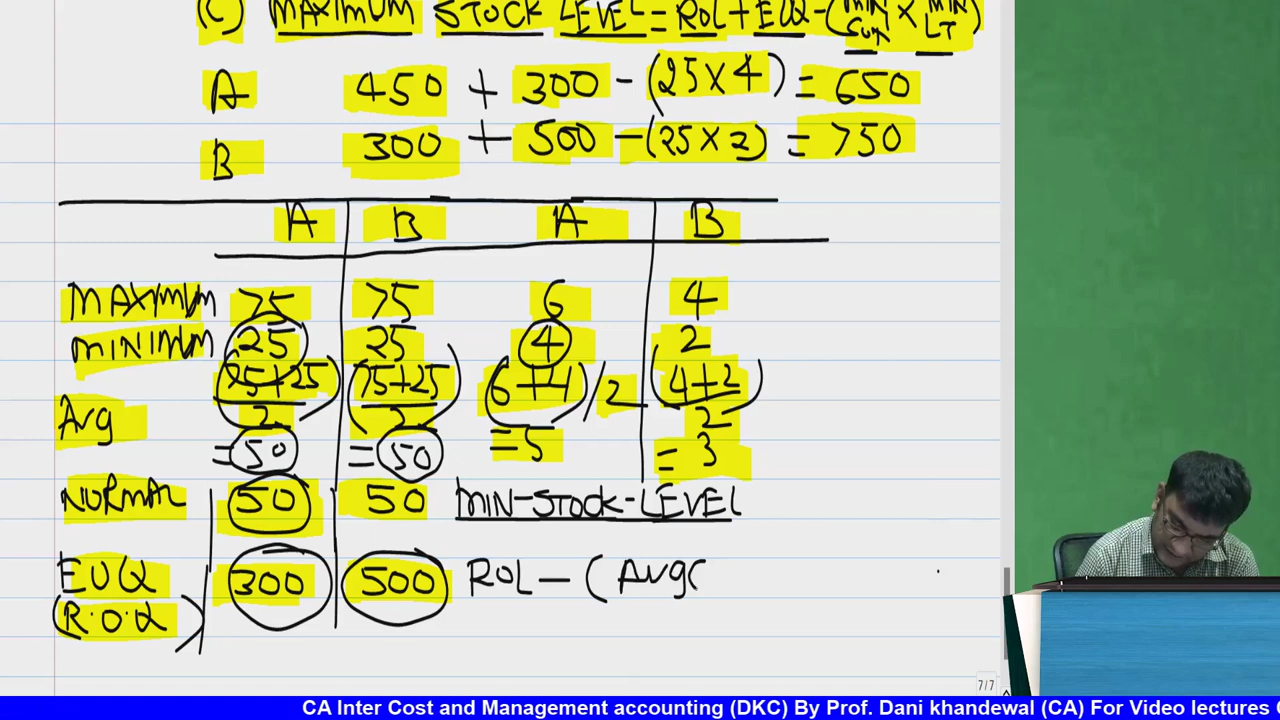 (C) MAXIMUM STOCK LEVEL = ROL + EOQ - (MIN CON X MIN LT)
A 450 + 300 - (25 X 4) = 650
B 300 + 500 - (25 X 2) = 750
A B A B
MAXIMUM 75 75 6 4
MINIMUM 25 25 4 2
Avg (75+25)/2 (75+25)/2 (6+4)/2 (4+2)/2
=50 =50 =5 =3
NORMAL 50 50 MIN-STOCK-LEVEL
EOQ 300 500 ROL - (Avg(
(R.O.Q)
7/7
CA Inter Cost and Management accounting (DKC) By Prof. Dani khandewal (CA) For Video lectures